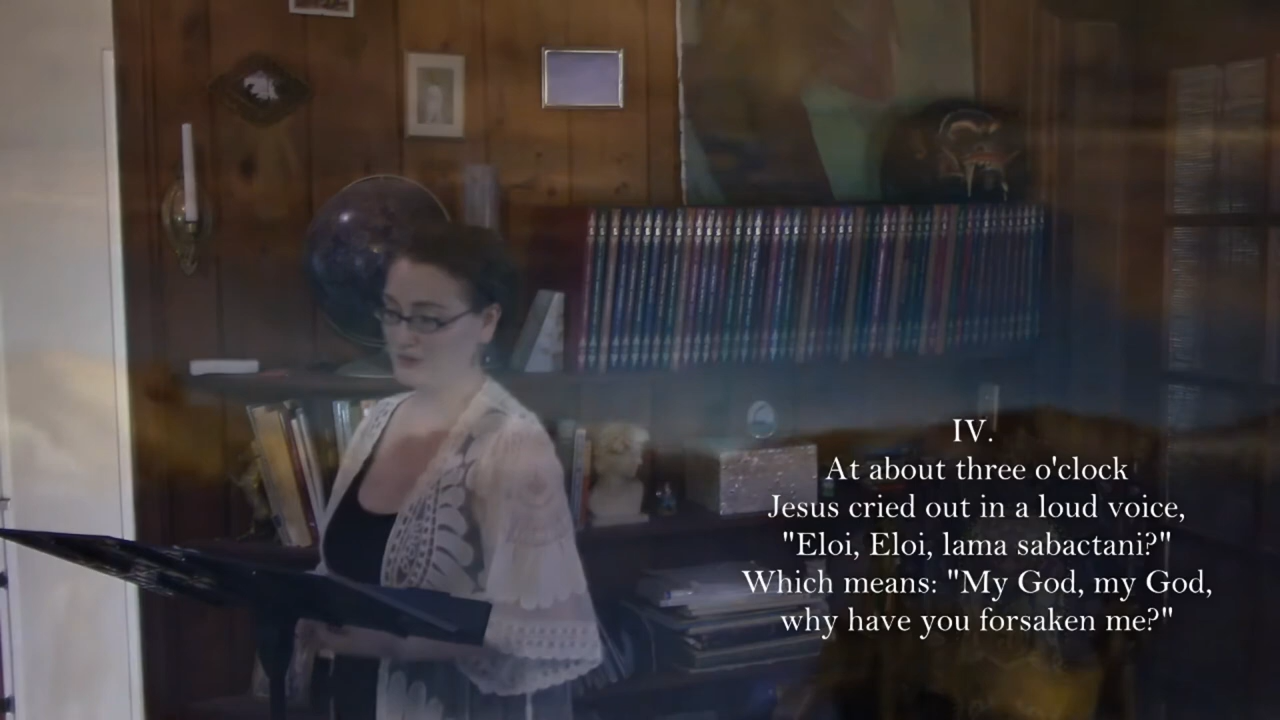 IV.
At about three o'clock
Jesus cried out in a loud voice,
"Eloi, Eloi, lama sabactani?"
Which means: "My God, my God,
why have you forsaken me?"